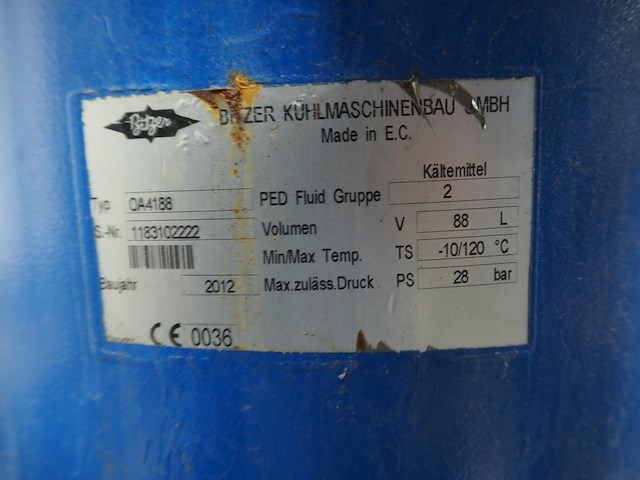 Bitzer BITZER KÜHLMASCHINENBAU GMBH
Made in E.C.
Kältemittel
Typ OA4188 PED Fluid Gruppe 2
S.-Nr. 1183102222 Volumen V 88 L
Min/Max Temp. TS -10/120 °C
Baujahr 2012 Max.zuläss.Druck PS 28 bar
CE 0036